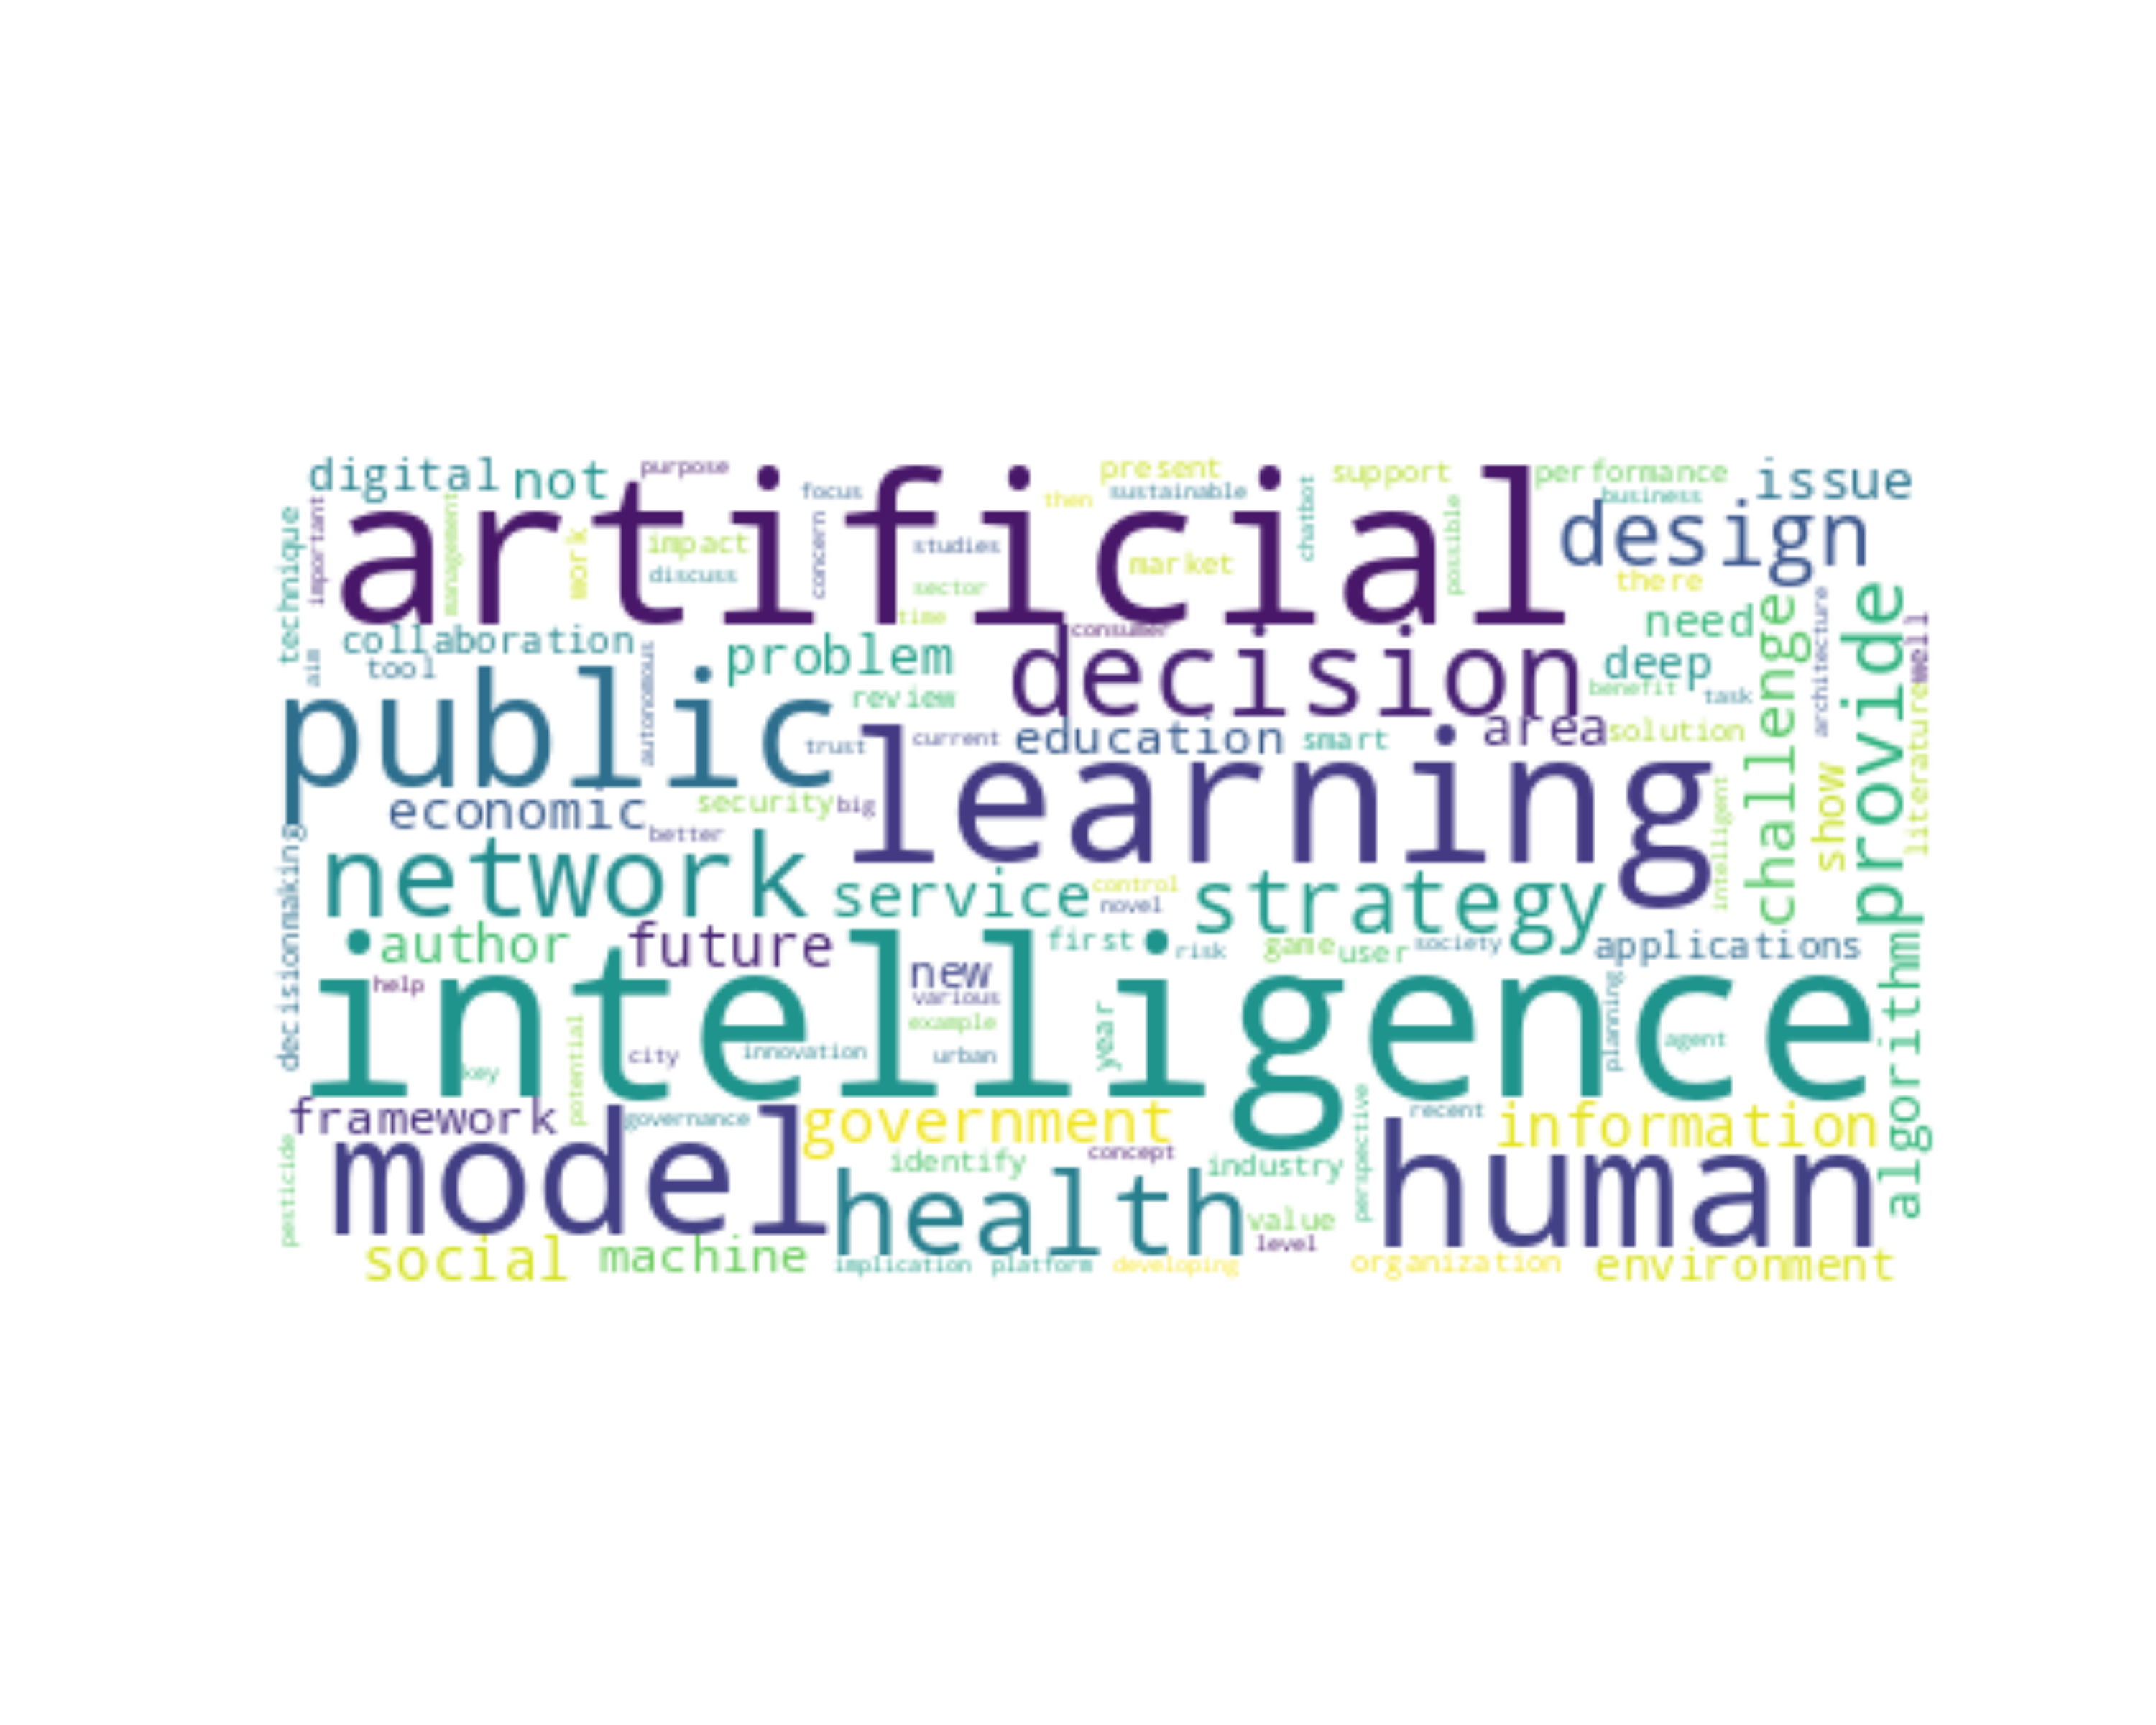 digital not purpose present support performance issue
focus then sustainable chatbot business
artificial
technique important management work impact concern studies market possible design
discuss sector there
time
collaboration consumer need challenge architecture provide well
tool problem decision deep
aim autonomous review benefit task
public trust current education smart area solution literature
learning
economic security big intelligent show
better
decisionmaking network service control strategy
novel
author future first risk game user society applications
intelligence
help new various planning algorithm
example year
potential city innovation urban agent
key
framework governance government recent information
pesticide model identify concept industry perspective human
health value
level
social machine implication platform developing organization environment